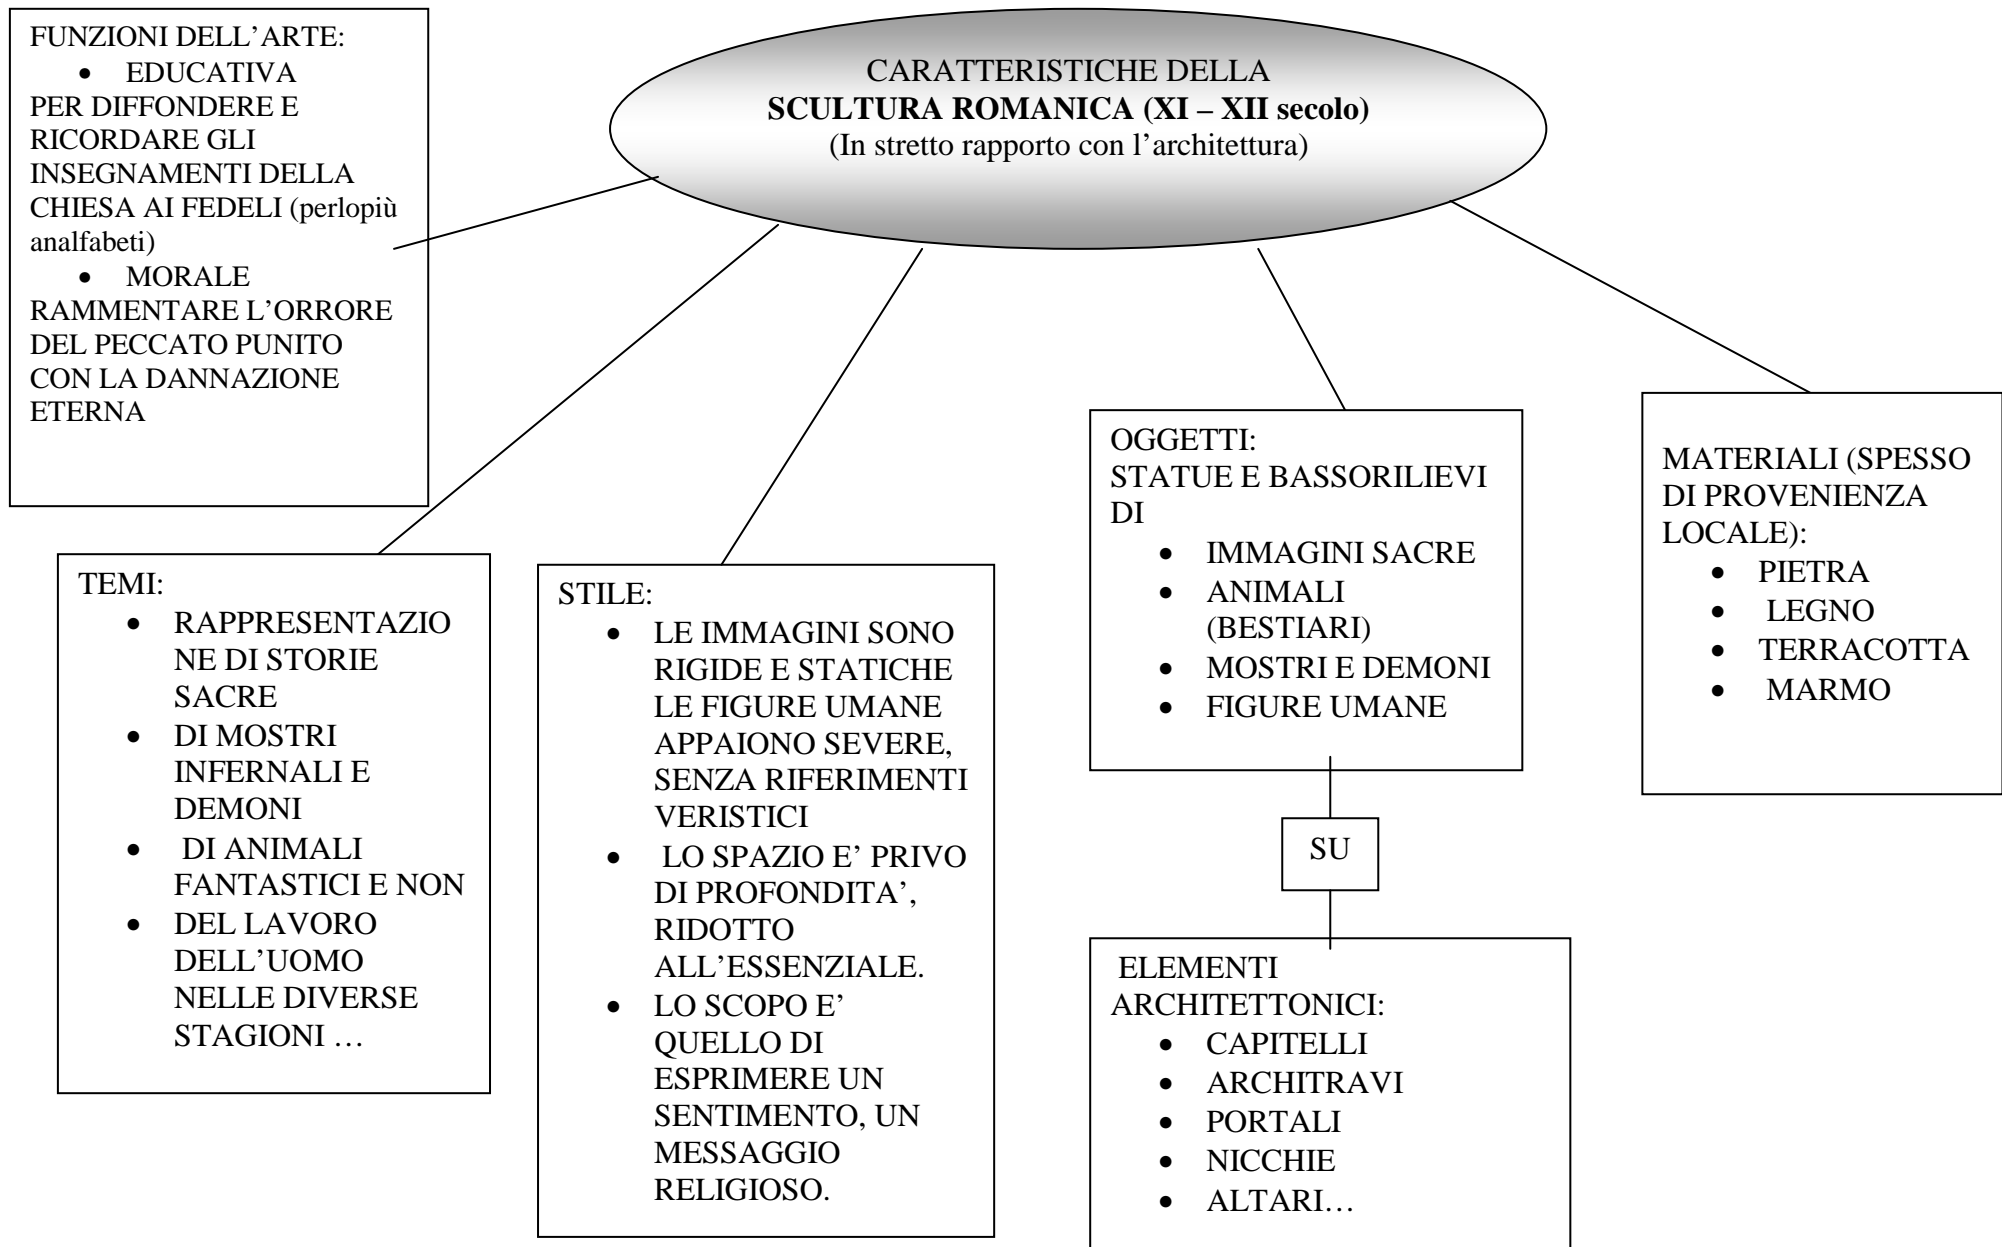 FUNZIONI DELL’ARTE:
• EDUCATIVA
PER DIFFONDERE E
RICORDARE GLI
INSEGNAMENTI DELLA
CHIESA AI FEDELI (perlopiù
analfabeti)
• MORALE
RAMMENTARE L’ORRORE
DEL PECCATO PUNITO
CON LA DANNAZIONE
ETERNA
CARATTERISTICHE DELLA
SCULTURA ROMANICA (XI – XII secolo)
(In stretto rapporto con l’architettura)
TEMI:
• RAPPRESENTAZIO
NE DI STORIE
SACRE
• DI MOSTRI
INFERNALI E
DEMONI
• DI ANIMALI
FANTASTICI E NON
• DEL LAVORO
DELL’UOMO
NELLE DIVERSE
STAGIONI …
STILE:
• LE IMMAGINI SONO
RIGIDE E STATICHE
LE FIGURE UMANE
APPAIONO SEVERE,
SENZA RIFERIMENTI
VERISTICI
• LO SPAZIO E’ PRIVO
DI PROFONDITA’,
RIDOTTO
ALL’ESSENZIALE.
• LO SCOPO E’
QUELLO DI
ESPRIMERE UN
SENTIMENTO, UN
MESSAGGIO
RELIGIOSO.
OGGETTI:
STATUE E BASSORILIEVI
DI
• IMMAGINI SACRE
• ANIMALI
(BESTIARI)
• MOSTRI E DEMONI
• FIGURE UMANE
SU
ELEMENTI
ARCHITETTONICI:
• CAPITELLI
• ARCHITRAVI
• PORTALI
• NICCHIE
• ALTARI…
MATERIALI (SPESSO
DI PROVENIENZA
LOCALE):
• PIETRA
• LEGNO
• TERRACOTTA
• MARMO